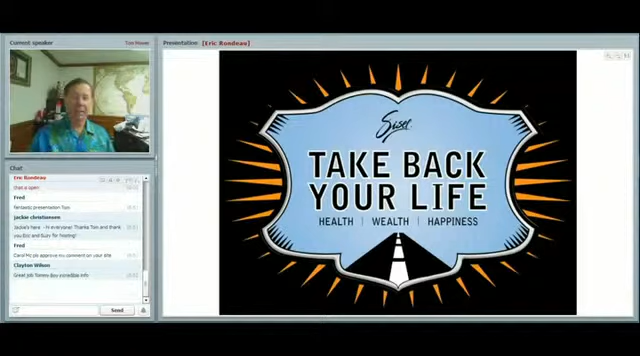 Current speaker
Tom Mower
Presentation: [Eric Rundeau]
Sisel
TAKE BACK
YOUR LIFE
HEALTH | WEALTH | HAPPINESS
Chat
Eric Rundeau
chat is open
Fred
fantastic presentation Tom
Jackie christiansen
Jackie's here - hi everyone! Thanks Tom and thank
you Eric and Suzy for hosting!
Fred
Carol Mc pls approve my comment on your site
Clayton Wilson
Great job Tommy Boy incredible info
Send